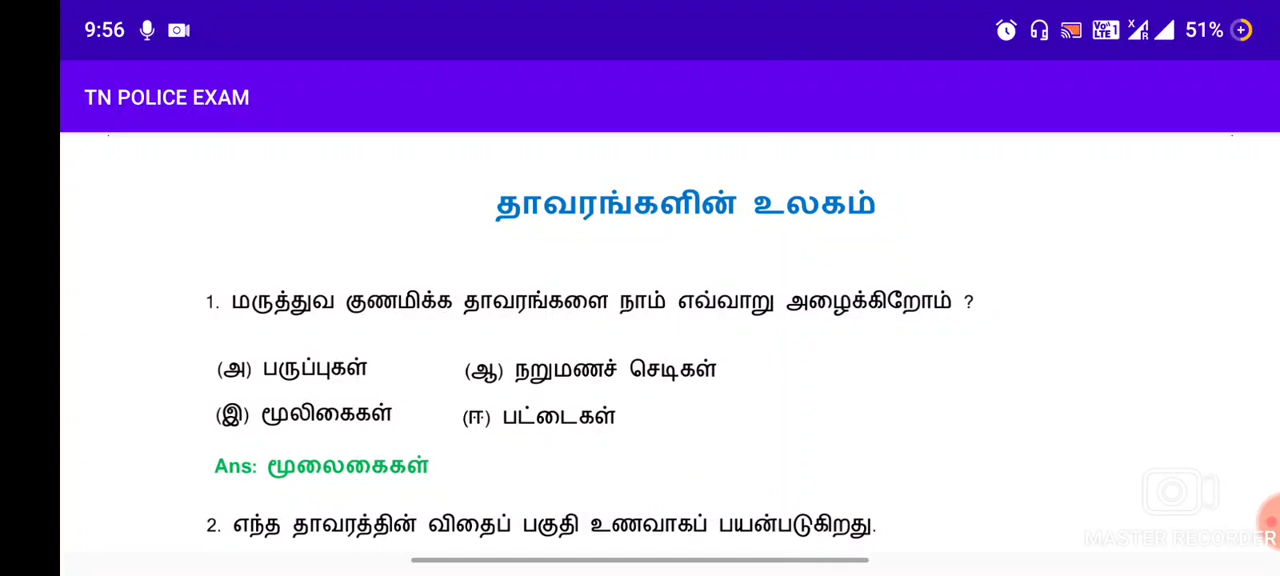 9:56 51%
TN POLICE EXAM
தாவரங்களின் உலகம்
1. மருத்துவ குணமிக்க தாவரங்களை நாம் எவ்வாறு அழைக்கிறோம் ?
(அ) பருப்புகள் (ஆ) நறுமணச் செடிகள்
(இ) மூலிகைகள் (ஈ) பட்டைகள்
Ans: மூலைகைகள்
2. எந்த தாவரத்தின் விதைப் பகுதி உணவாகப் பயன்படுகிறது.
MASTER RECORDER